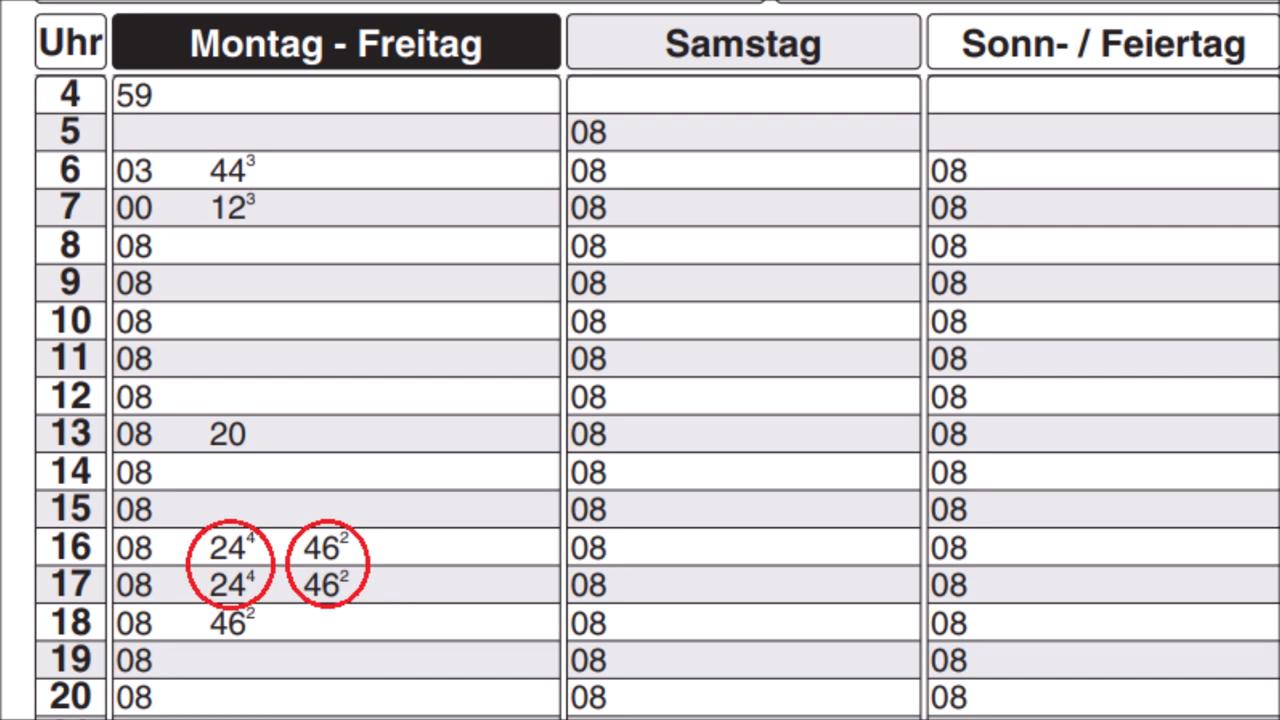 Uhr Montag - Freitag Samstag Sonn- / Feiertag
4 59
5 08
6 03 44³ 08 08
7 00 12³ 08 08
8 08 08 08
9 08 08 08
10 08 08 08
11 08 08 08
12 08 08 08
13 08 20 08 08
14 08 08 08
15 08 08 08
16 08 24⁴ 46² 08 08
17 08 24⁴ 46² 08 08
18 08 46² 08 08
19 08 08 08
20 08 08 08